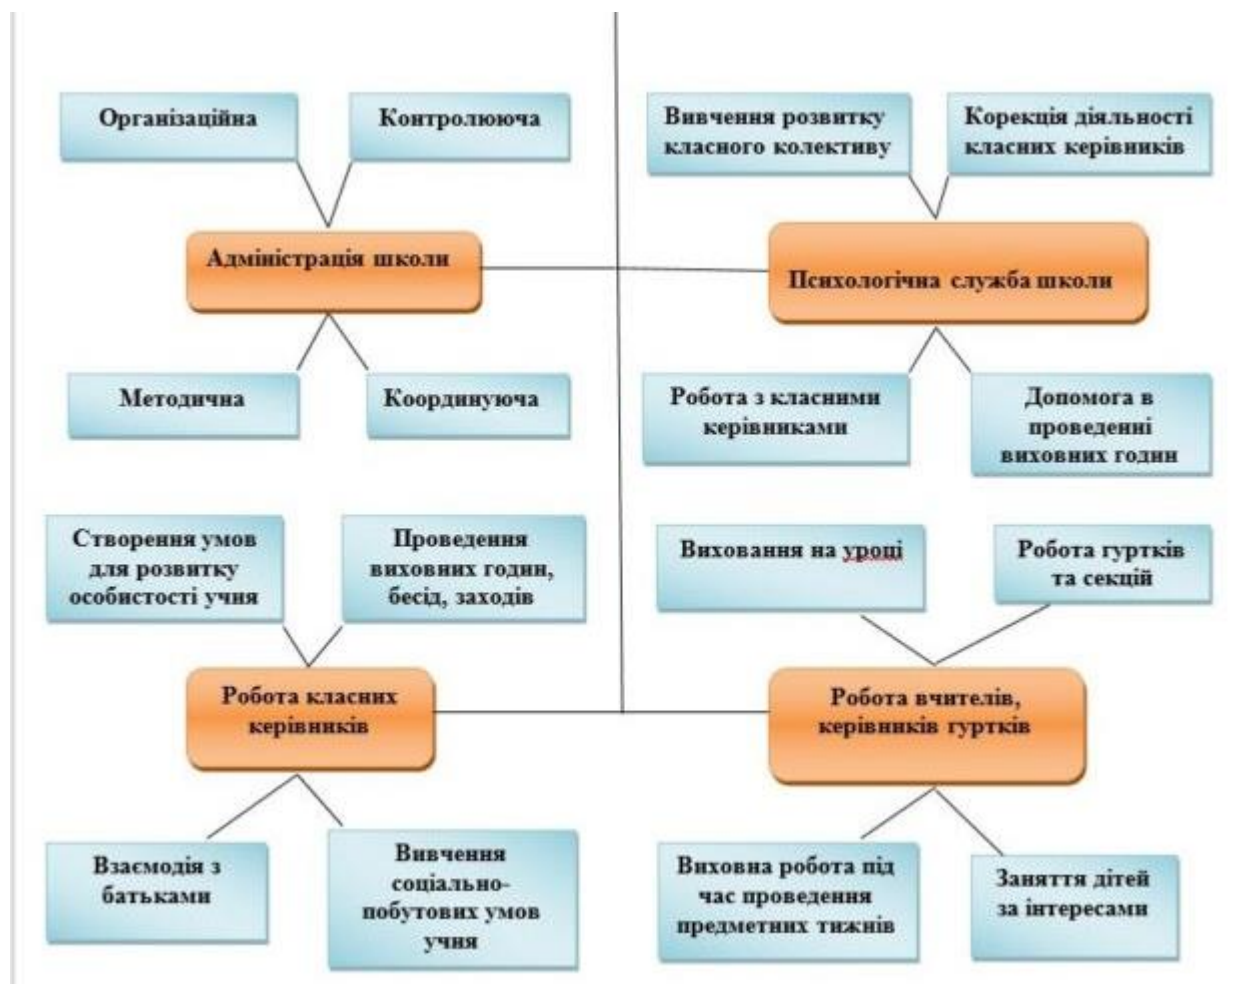 Організаційна
Контролююча
Вивчення розвитку
класного колективу
Корекція діяльності
класних керівників
Адміністрація школи
Психологічна служба школи
Методична
Координуюча
Робота з класними
керівниками
Допомога в
проведенні
виховних годин
Створення умов
для розвитку
особистості учня
Проведення
виховних годин,
бесід, заходів
Виховання на уроці
Робота гуртків
та секцій
Робота класних
керівників
Робота вчителів,
керівників гуртків
Взаємодія з
батьками
Вивчення
соціально-
побутових умов
учня
Виховна робота під
час проведення
предметних тижнів
Заняття дітей
за інтересами